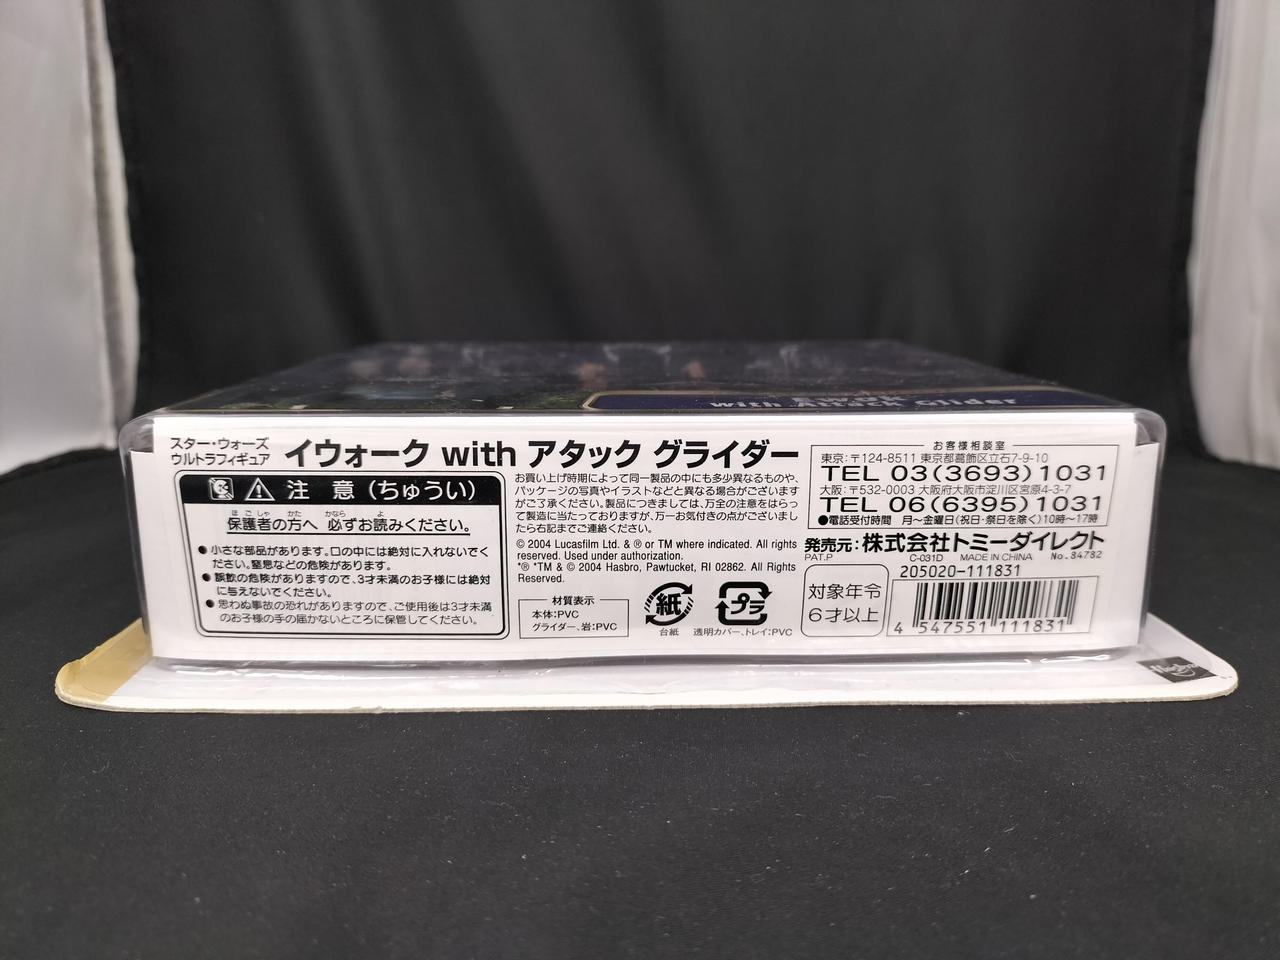 with Attack Glider
スター・ウォーズ
ウルトラフィギュア
イウォーク with アタック グライダー
注 意 (ちゅうい)
ほごしゃ かた かなら よ
保護者の方へ 必ずお読みください。
●小さな部品があります。口の中には絶対に入れないでく
ださい。窒息などの危険があります。
●誤飲の危険がありますので、3才未満のお子様には絶対
に与えないでください。
●思わぬ事故の恐れがありますので、ご使用後は3才未満
のお子様の手の届かないところに保管してください。
お買い上げ時期によって同一製品の中にも多少異なるものや、
パッケージの写真やイラストなどと異なる場合がございます
がご了承ください。製品につきましては、万全の注意をはらっ
て製造に当たっておりますが、万一お気付きの点がございまし
たら右記までご連絡ください。
© 2004 Lucasfilm Ltd. & ® or TM where indicated. All rights
reserved. Used under authorization.
*® *TM & © 2004 Hasbro, Pawtucket, RI 02862. All Rights
Reserved.
材質表示
本体:PVC
グライダー、岩:PVC
紙
台紙
プラ
透明カバー、トレイ:PVC
お客様相談室
東京:〒124-8511 東京都葛飾区立石7-9-10
TEL 03(3693)1031
大阪:〒532-0003 大阪府大阪市淀川区宮原4-3-7
TEL 06(6395)1031
●電話受付時間 月〜金曜日(祝日・祭日を除く)10時〜17時
発売元:株式会社トミーダイレクト
PAT.P C-031D MADE IN CHINA No.84782
対象年令
6才以上
205020-111831
4 547551 111831
Hasbro